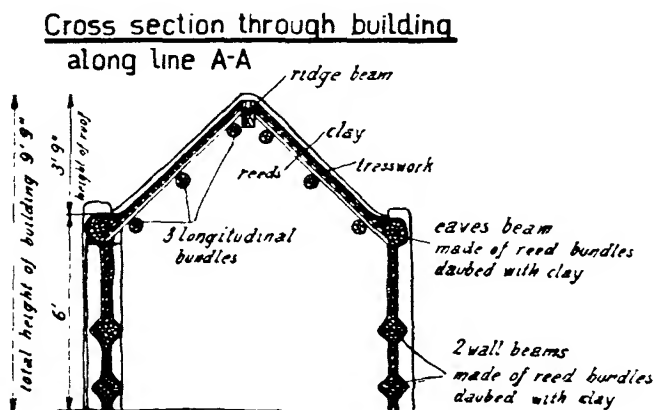 Cross section through building
along line A-A
ridge beam
clay
tresswork
reeds
3 longitudinal
bundles
eaves beam
made of reed bundles
daubed with clay
2 wall beams
made of reed bundles
daubed with clay
total height of building 9'9"
3'9"
height of roof
6'